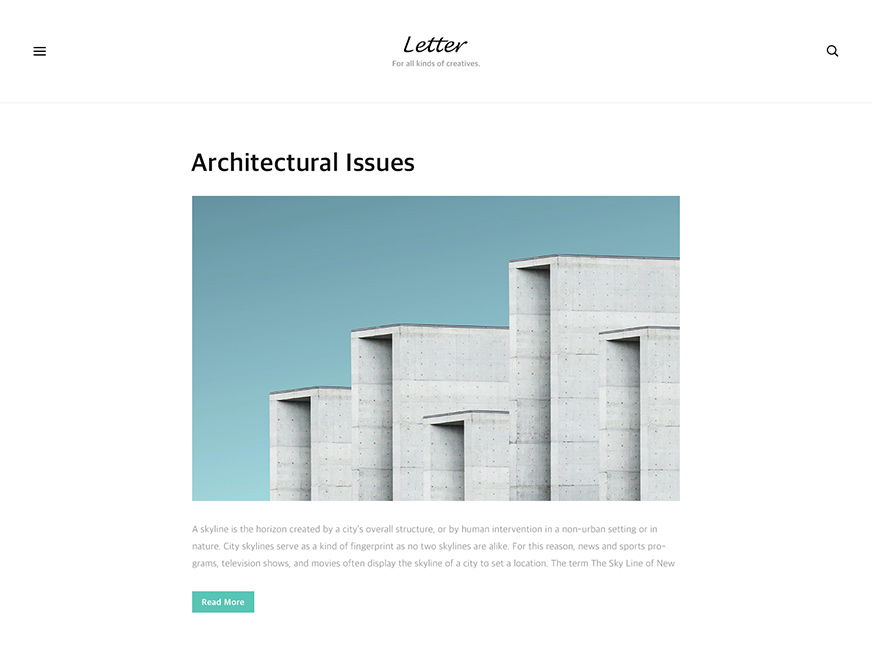 Letter
For all kinds of creatives.
Architectural Issues
A skyline is the horizon created by a city's overall structure, or by human intervention in a non-urban setting or in
nature. City skylines serve as a kind of fingerprint as no two skylines are alike. For this reason, news and sports pro-
grams, television shows, and movies often display the skyline of a city to set a location. The term The Sky Line of New
Read More